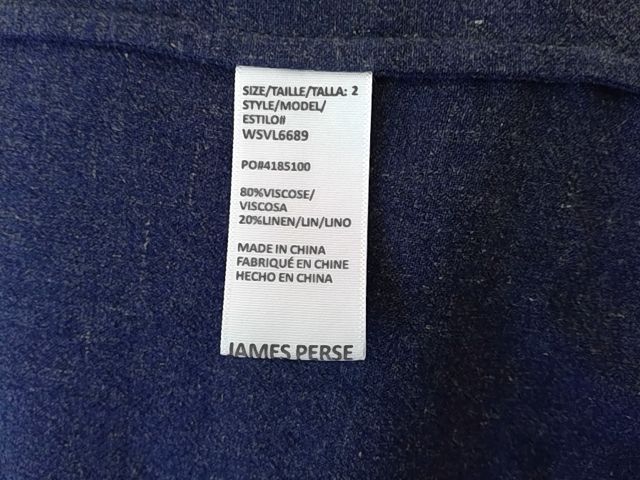 SIZE/TAILLE/TALLA: 2
STYLE/MODEL/
ESTILO#
WSVL6689
PO#4185100
80%VISCOSE/
VISCOSA
20%LINEN/LIN/LINO
MADE IN CHINA
FABRIQUÉ EN CHINE
HECHO EN CHINA
JAMES PERSE